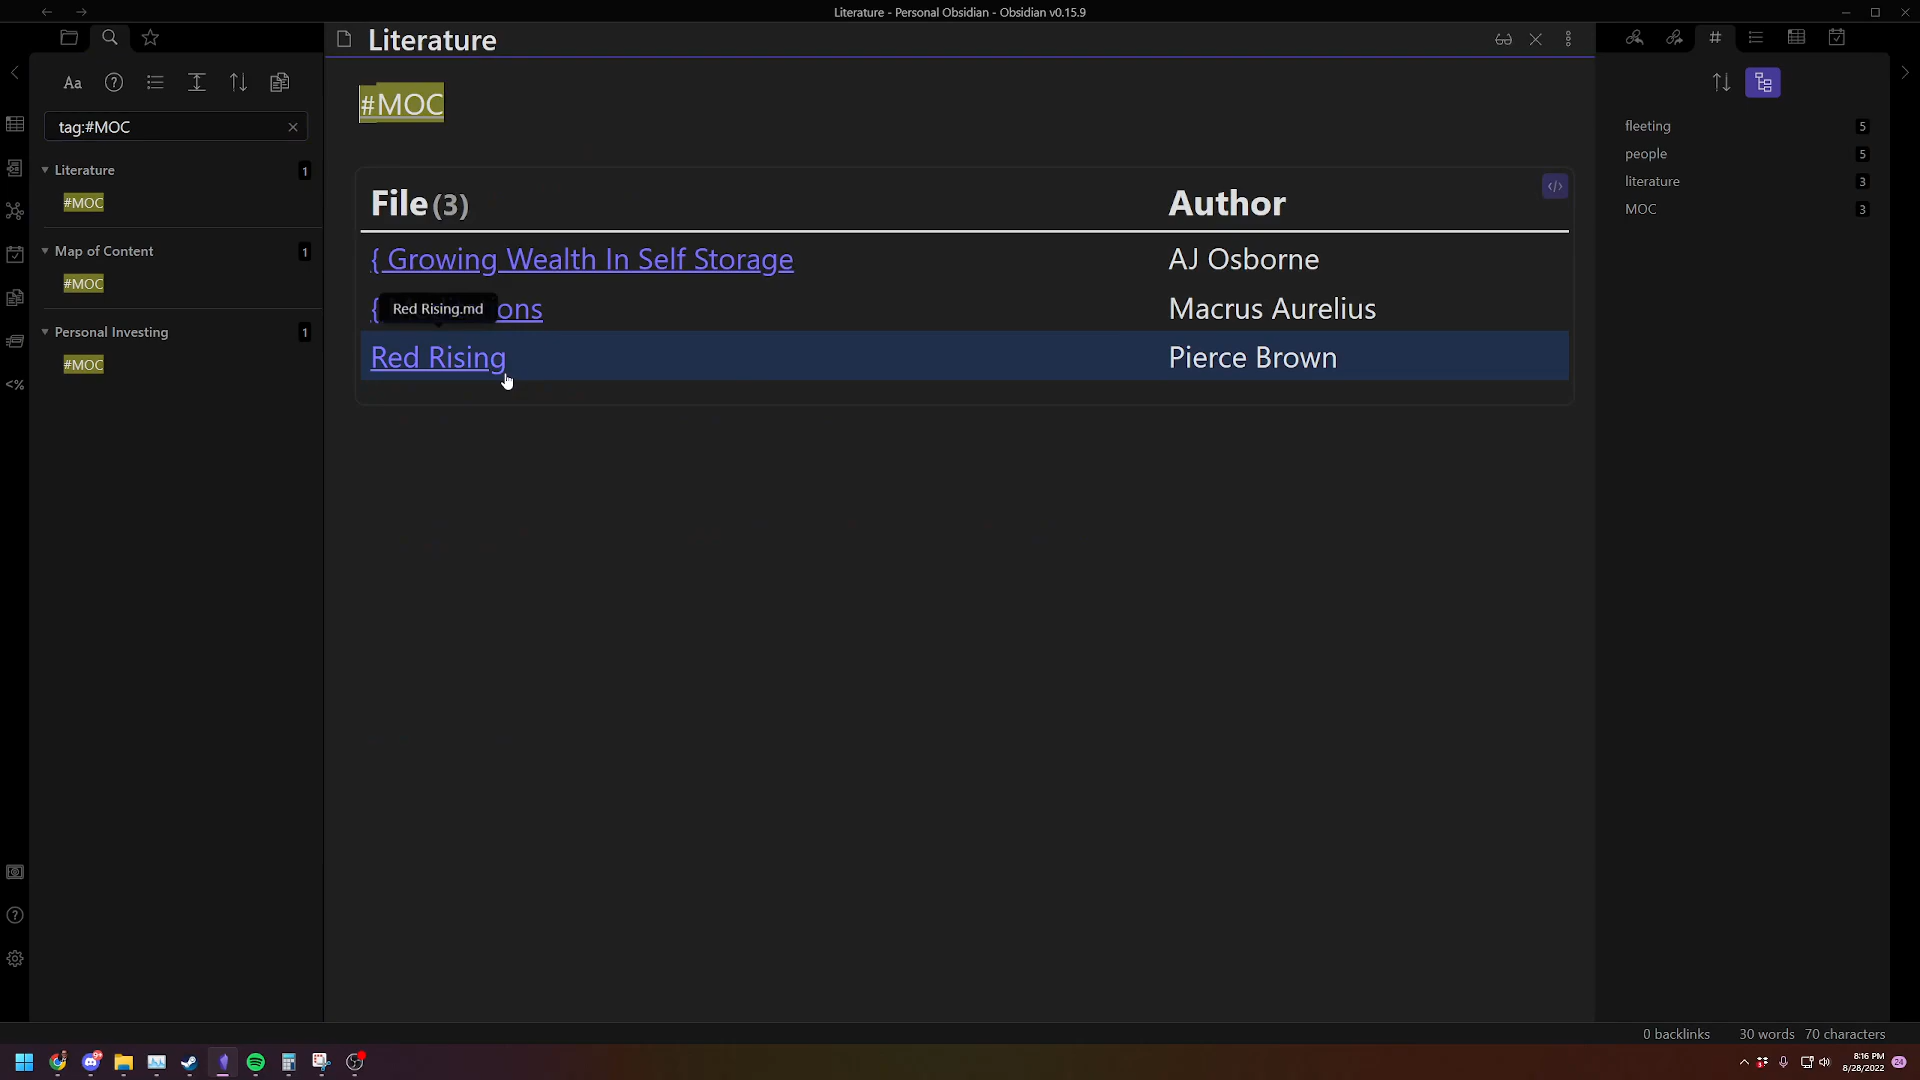 Literature - Personal Obsidian - Obsidian v0.15.9
Literature
Aa
tag:#MOC
Literature 1
#MOC
Map of Content 1
#MOC
Personal Investing 1
#MOC
#MOC
File (3) Author
{ Growing Wealth In Self Storage AJ Osborne
{ ons Macrus Aurelius
Red Rising.md
Red Rising Pierce Brown
fleeting 5
people 5
literature 3
MOC 3
0 backlinks 30 words 70 characters
8:16 PM
8/28/2022
24